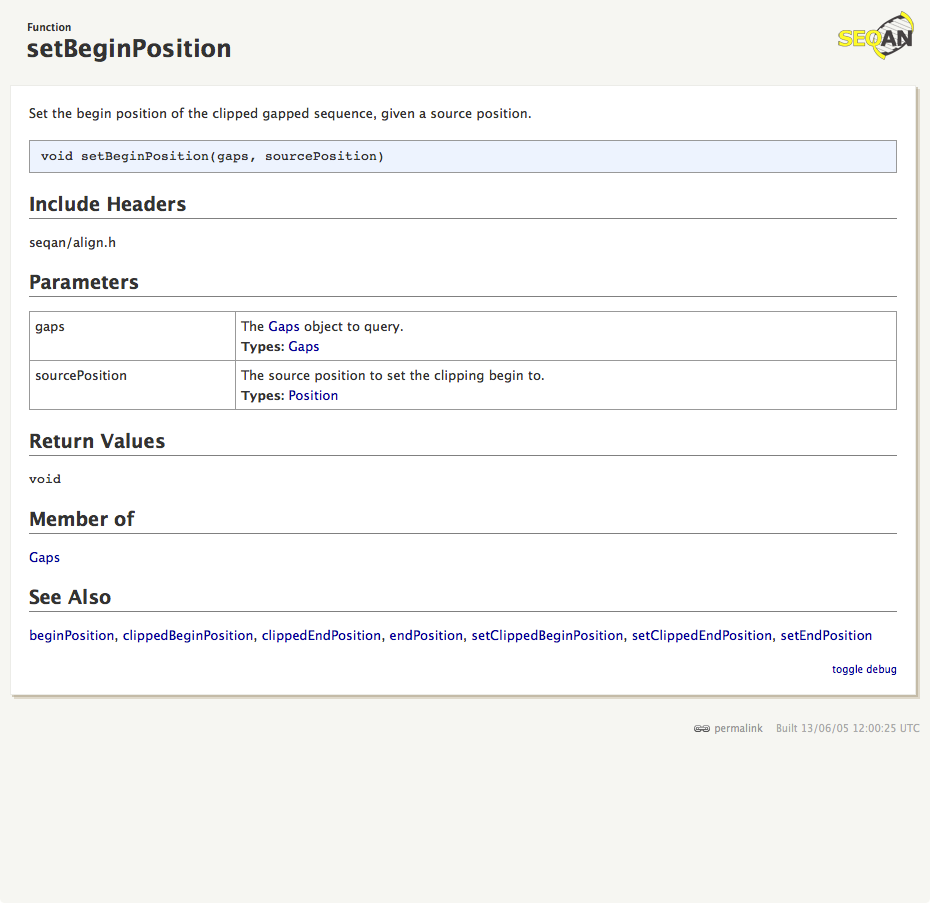 Function
setBeginPosition
SEQAN
Set the begin position of the clipped gapped sequence, given a source position.
void setBeginPosition(gaps, sourcePosition)
Include Headers
seqan/align.h
Parameters
gaps
The Gaps object to query.
Types: Gaps
sourcePosition
The source position to set the clipping begin to.
Types: Position
Return Values
void
Member of
Gaps
See Also
beginPosition, clippedBeginPosition, clippedEndPosition, endPosition, setClippedBeginPosition, setClippedEndPosition, setEndPosition
toggle debug
permalink Built 13/06/05 12:00:25 UTC